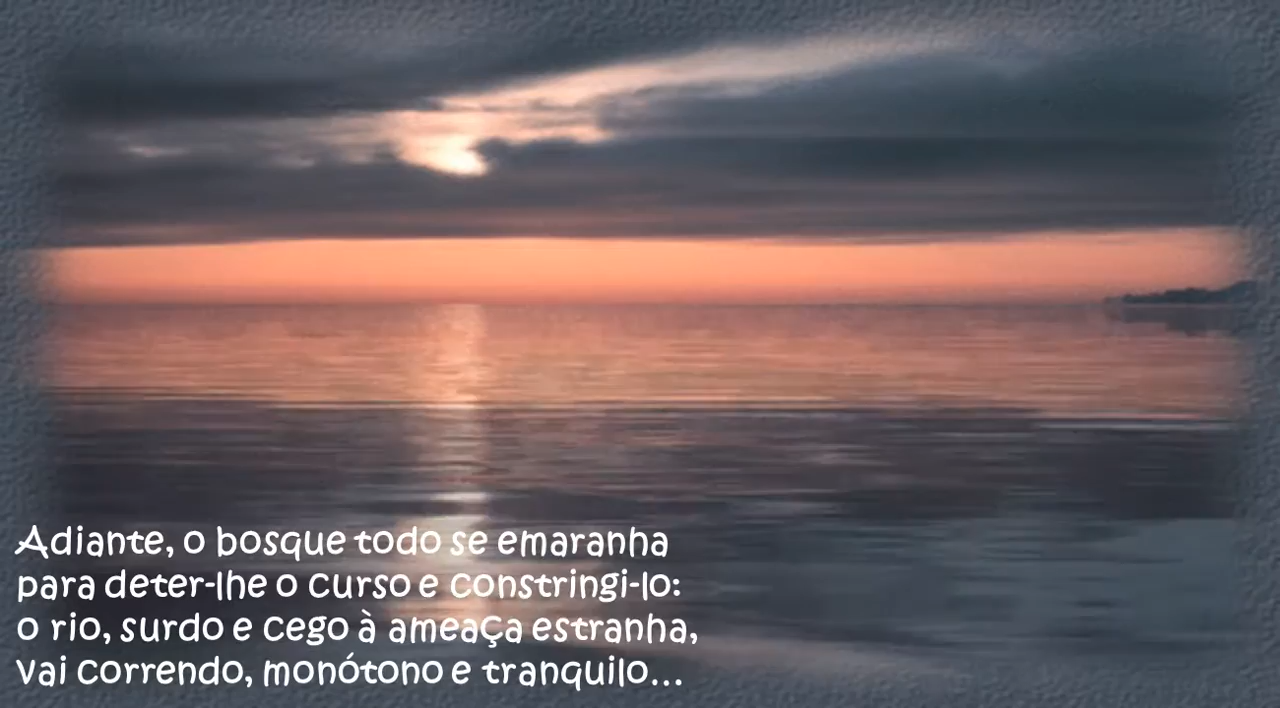 Adiante, o bosque todo se emaranha
para deter-lhe o curso e constringi-lo:
o rio, surdo e cego à ameaça estranha,
vai correndo, monótono e tranquilo...